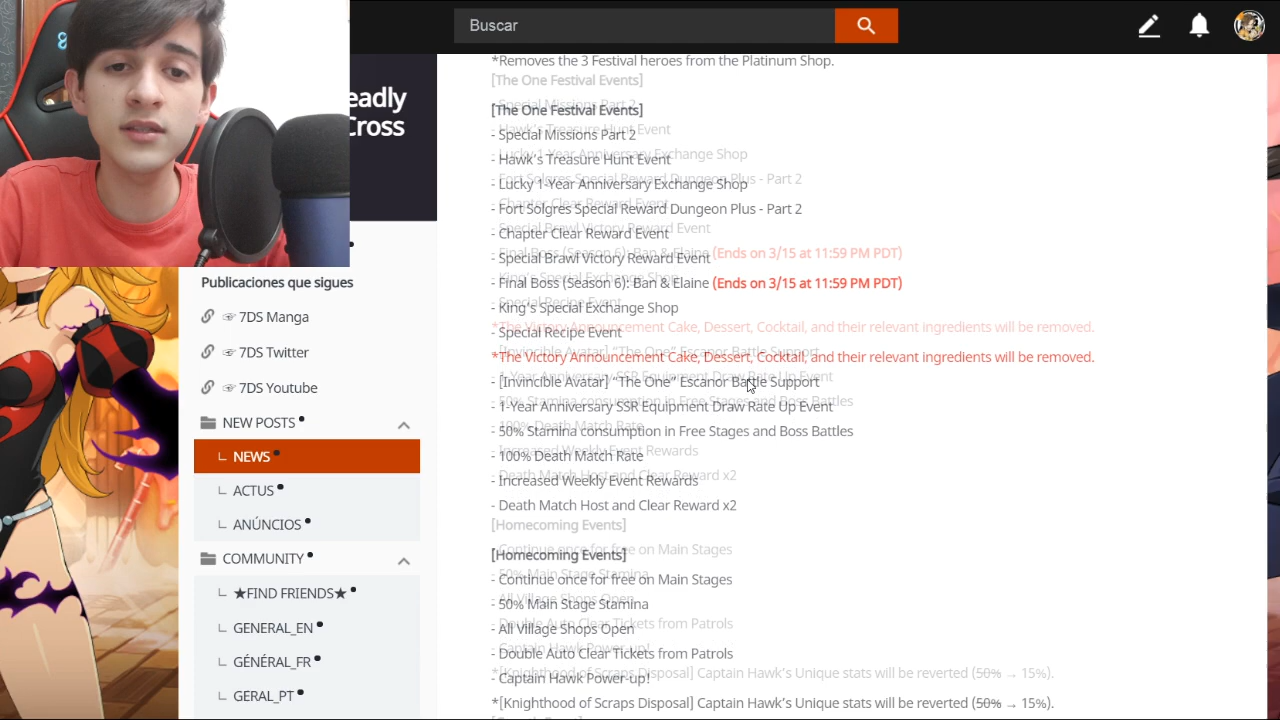 Buscar
eadly
Cross
Publicaciones que sigues
☞ 7DS Manga
☞ 7DS Twitter
☞ 7DS Youtube
NEW POSTS
NEWS
ACTUS
ANÚNCIOS
COMMUNITY
★FIND FRIENDS★
GENERAL_EN
GÉNÉRAL_FR
GERAL_PT
*Removes the 3 Festival heroes from the Platinum Shop.
[The One Festival Events]
- Special Missions Part 2
- Hawk's Treasure Hunt Event
- Lucky 1-Year Anniversary Exchange Shop
- Fort Solgres Special Reward Dungeon Plus - Part 2
- Chapter Clear Reward Event
- Special Brawl Victory Reward Event
- Final Boss (Season 6): Ban & Elaine (Ends on 3/15 at 11:59 PM PDT)
- King's Special Exchange Shop
- Special Recipe Event
*The Victory Announcement Cake, Dessert, Cocktail, and their relevant ingredients will be removed.
- [Invincible Avatar] “The One” Escanor Battle Support
- 1-Year Anniversary SSR Equipment Draw Rate Up Event
- 50% Stamina consumption in Free Stages and Boss Battles
- 100% Death Match Rate
- Increased Weekly Event Rewards
- Death Match Host and Clear Reward x2
[Homecoming Events]
- Continue once for free on Main Stages
- 50% Main Stage Stamina
- All Village Shops Open
- Double Auto Clear Tickets from Patrols
- Captain Hawk Power-up!
*[Knighthood of Scraps Disposal] Captain Hawk’s Unique stats will be reverted (50% → 15%).